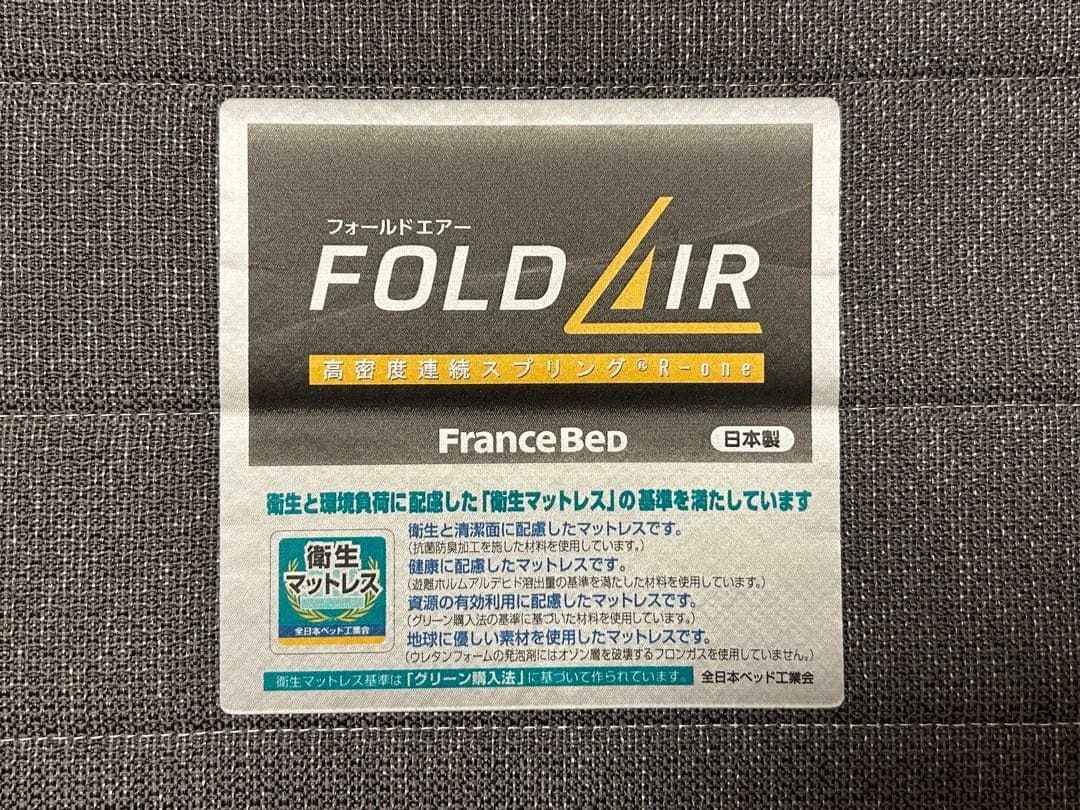 フォールドエアー
FOLD AIR
高密度連続スプリング®R-one
FRANCEBED 日本製
衛生と環境負荷に配慮した「衛生マットレス」の基準を満たしています
衛生と清潔面に配慮したマットレスです。
(抗菌防臭加工を施した材料を使用しています。)
健康に配慮したマットレスです。
(遊離ホルムアルデヒド溶出量の基準を満たした材料を使用しています。)
資源の有効利用に配慮したマットレスです。
(グリーン購入法の基準に基づいた材料を使用しています。)
地球に優しい素材を使用したマットレスです。
(ウレタンフォームの発泡剤にはオゾン層を破壊するフロンガスを使用していません。)
衛生
マットレス
全日本ベッド工業会
衛生マットレス基準は「グリーン購入法」に基づいて作られています。 全日本ベッド工業会